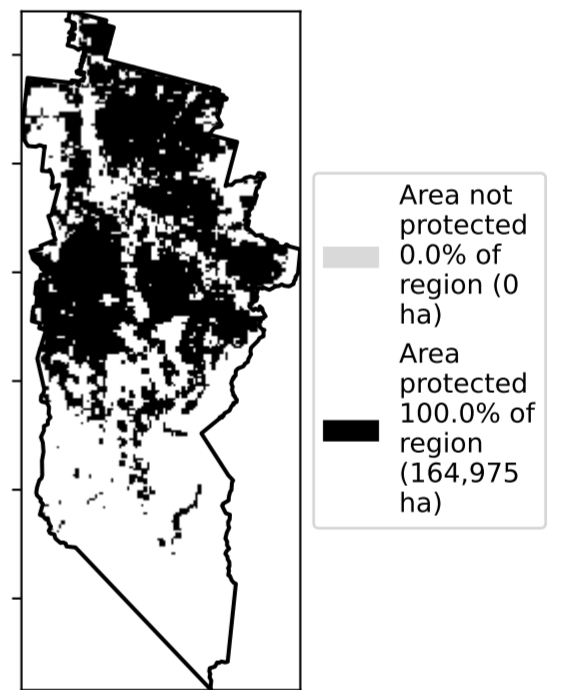 Area not
protected
0.0% of
region (0
ha)
Area
protected
100.0% of
region
(164,975
ha)